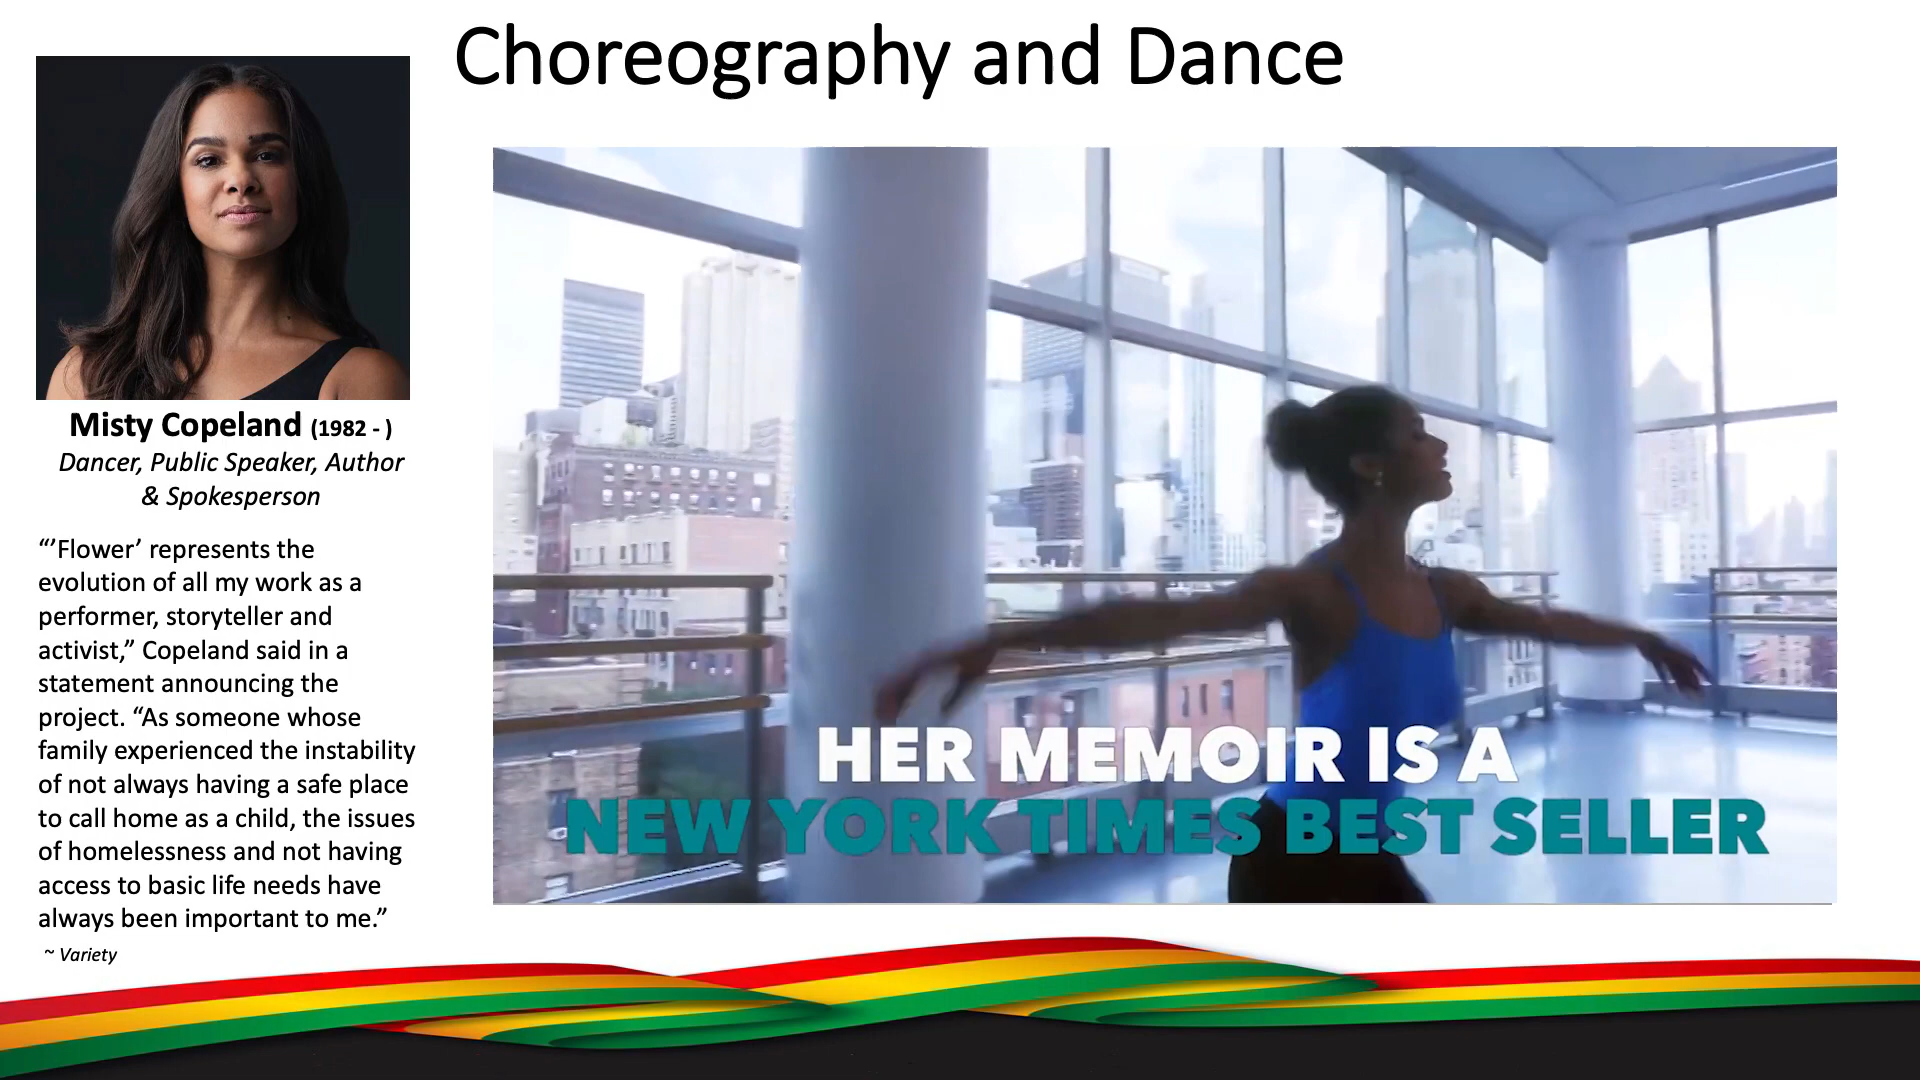 Choreography and Dance
Misty Copeland (1982 - )
Dancer, Public Speaker, Author
& Spokesperson
“’Flower’ represents the
evolution of all my work as a
performer, storyteller and
activist,” Copeland said in a
statement announcing the
project. “As someone whose
family experienced the instability
of not always having a safe place
to call home as a child, the issues
of homelessness and not having
access to basic life needs have
always been important to me.”
~ Variety
HER MEMOIR IS A
NEW YORK TIMES BEST SELLER